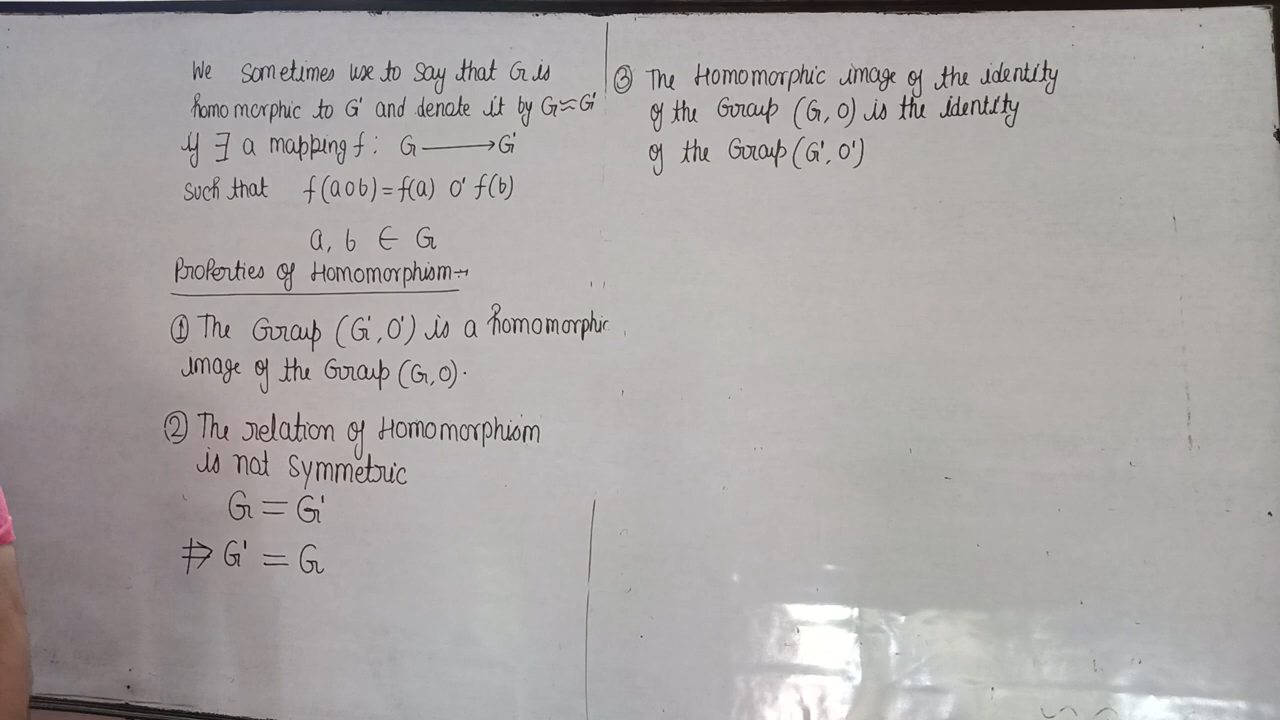 We sometimes use to say that G is
homomorphic to G' and denate it by G≈G'
if ∃ a mapping f: G ⟶ G'
such that f(aob) = f(a) o' f(b)
a, b ∈ G
Properties of Homomorphism→
① The Group (G', O') is a homomorphic
image of the Group (G, O).
② The relation of Homomorphism
is not symmetric
G = G'
⇏ G' = G
③ The Homomorphic image of the identity
of the Group (G, O) is the identity
of the Group (G', O')